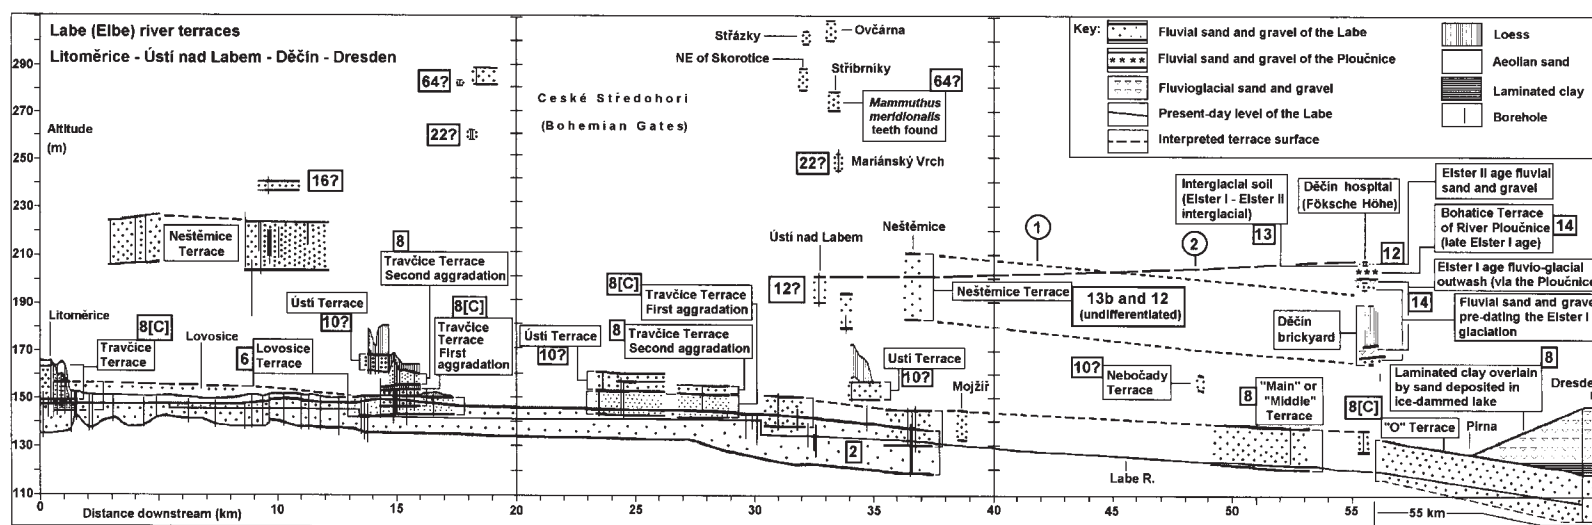 Labe (Elbe) river terraces
Litoměrice - Ústí nad Labem - Děčín - Dresden
Altitude
(m)
290
270
250
230
210
190
170
150
130
110
64?
22?
16?
Neštěmice
Terrace
Litoměrice
8[C]
Travčice
Terrace
Lovosice
6
Lovosice
Terrace
Ústí Terrace
10?
8
Travčice Terrace
Second aggradation
8[C]
Travčice
Terrace
First
aggradation
České Středohori
(Bohemian Gates)
Ústí Terrace
10?
8[C]
Travčice Terrace
First aggradation
8
Travčice Terrace
Second aggradation
Střázky
Ovčárna
NE of Skorotice
Stříbrníky
64?
Mammuthus
meridionalis
teeth found
22?
Mariánský Vrch
Ústí nad Labem
12?
Neštěmice
Neštěmice Terrace
13b and 12
(undifferentiated)
1
2
Ustí Terrace
10?
Mojžíř
2
Labe R.
10?
Nebočady
Terrace
8
"Main" or
"Middle"
Terrace
8[C]
"O" Terrace
Pirna
Dresde
Interglacial soil
(Elster I - Elster II
interglacial)
13
Děčín hospital
(Föksche Höhe)
Elster II age fluvial
sand and gravel
12
Bohatice Terrace
of River Ploučnice
(late Elster I age)
14
Elster I age fluvio-glacial
outwash (via the Ploučnice
14
Fluvial sand and grave
pre-dating the Elster I
glaciation
Děčín
brickyard
8
Laminated clay overlain
by sand deposited in
ice-dammed lake
Key:
Fluvial sand and gravel of the Labe
Fluvial sand and gravel of the Ploučnice
Fluvioglacial sand and gravel
Present-day level of the Labe
Interpreted terrace surface
Loess
Aeolian sand
Laminated clay
Borehole
0
Distance downstream (km)
10
15
20
25
30
35
40
45
50
55
55 km